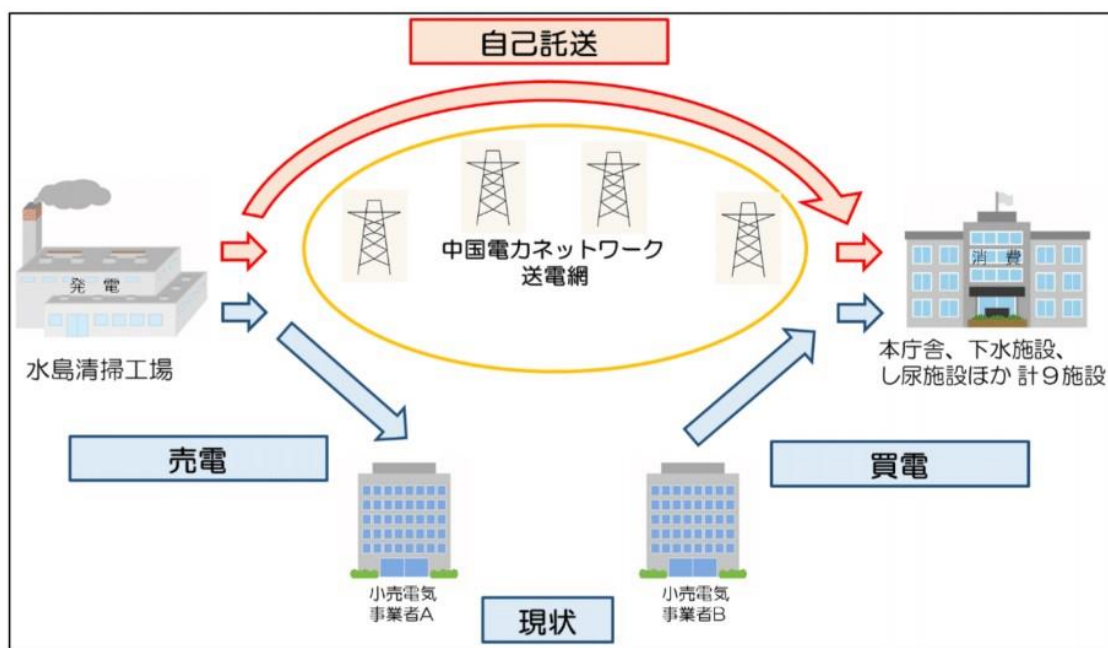 自己託送
中国電力ネットワーク
送電網
発 電
消 費
水島清掃工場
本庁舎、下水施設、
し尿施設ほか 計９施設
売電
買電
小売電気
事業者A
小売電気
事業者B
現状